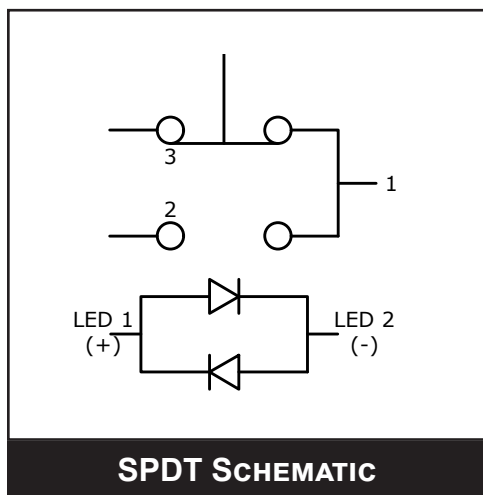 3
1
2
LED 1
(+)
LED 2
(-)
SPDT SCHEMATIC